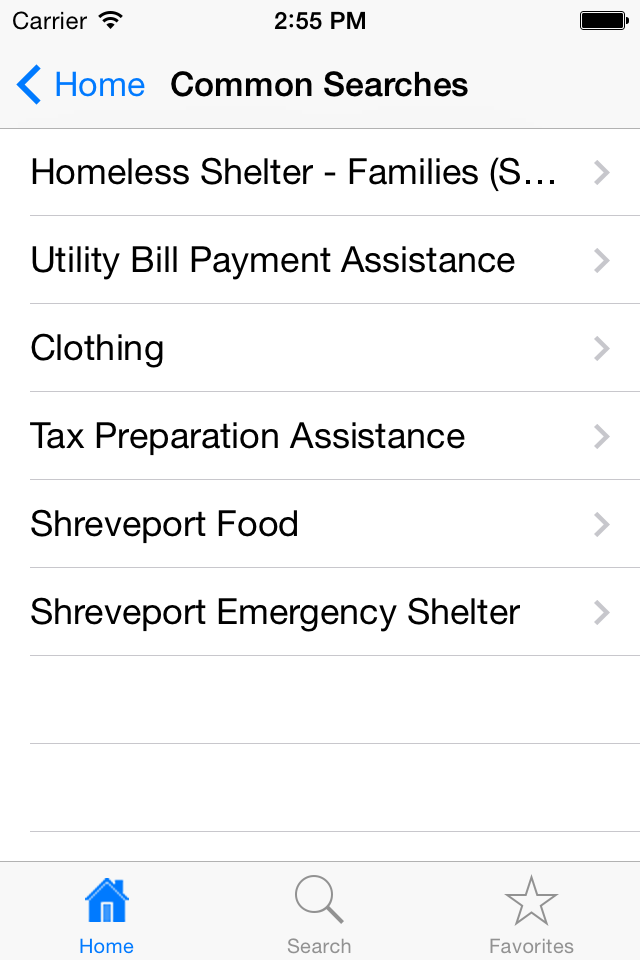 Carrier 2:55 PM
Home Common Searches
Homeless Shelter - Families (S...
Utility Bill Payment Assistance
Clothing
Tax Preparation Assistance
Shreveport Food
Shreveport Emergency Shelter
Home Search Favorites